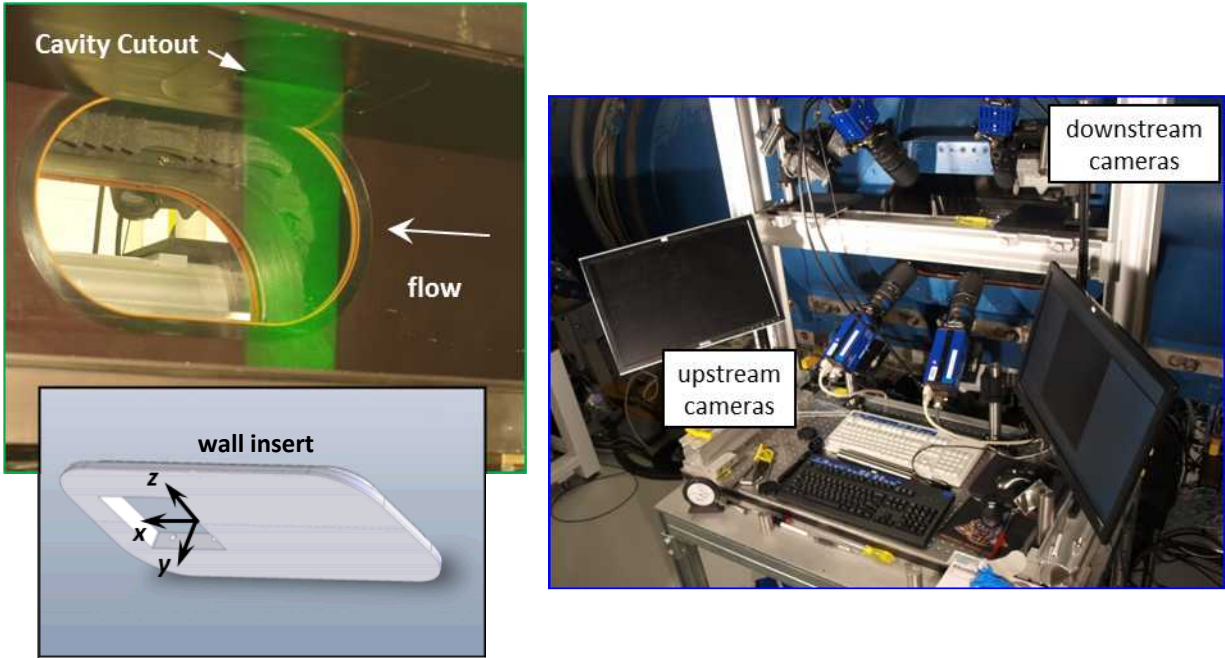 Cavity Cutout
flow
wall insert
z
x
y
downstream
cameras
upstream
cameras